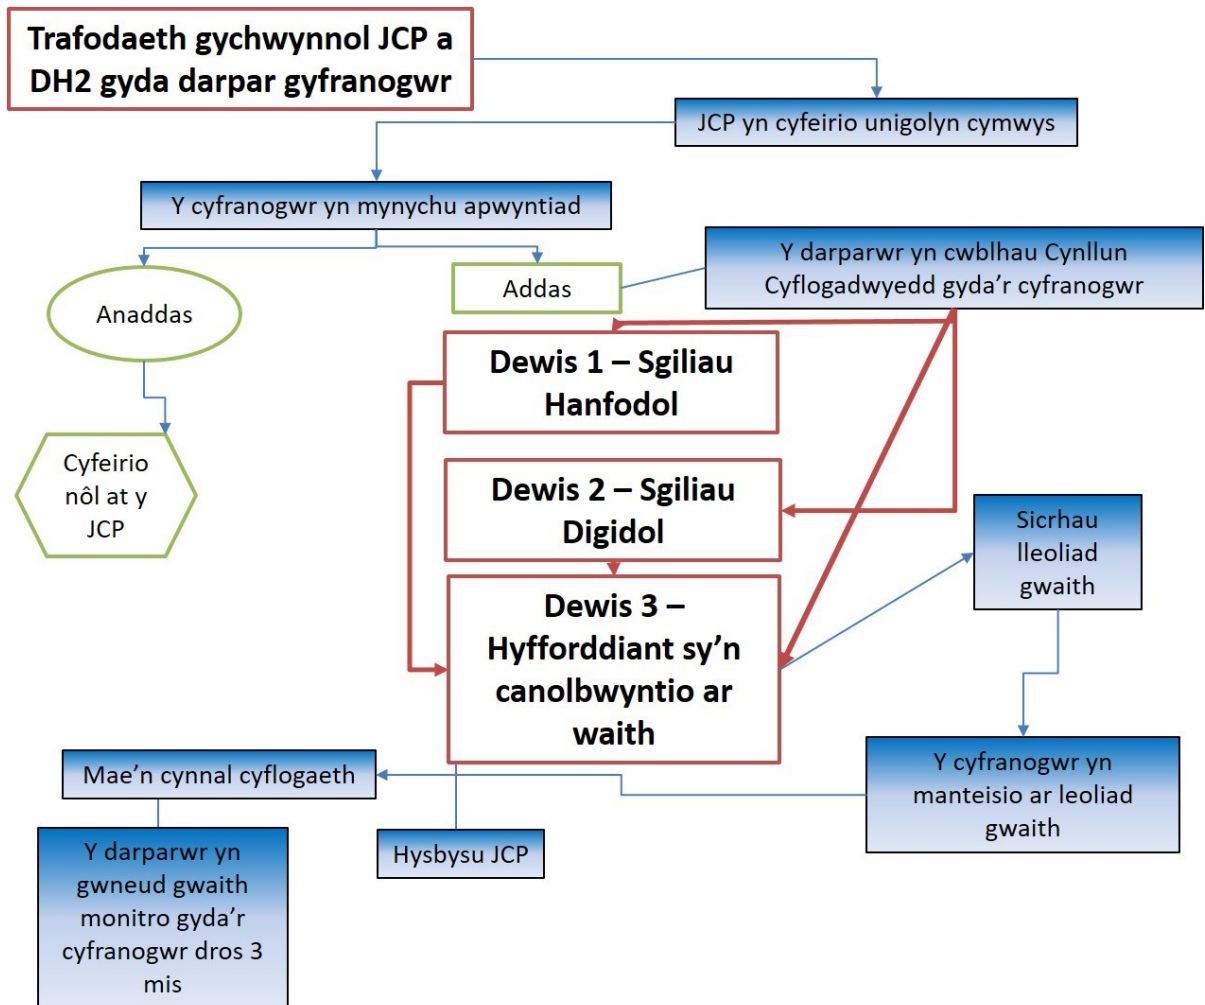 Trafodaeth gychwynnol JCP a
DH2 gyda darpar gyfranogwr
JCP yn cyfeirio unigolyn cymwys
Y cyfranogwr yn mynychu apwyntiad
Y darparwr yn cwblhau Cynllun
Cyflogadwyedd gyda’r cyfranogwr
Anaddas
Addas
Dewis 1 – Sgiliau
Hanfodol
Cyfeirio
nôl at y
JCP
Dewis 2 – Sgiliau
Digidol
Sicrhau
lleoliad
gwaith
Dewis 3 –
Hyfforddiant sy’n
canolbwyntio ar
waith
Mae’n cynnal cyflogaeth
Y cyfranogwr yn
manteisio ar leoliad
gwaith
Hysbysu JCP
Y darparwr yn
gwneud gwaith
monitro gyda’r
cyfranogwr dros 3
mis